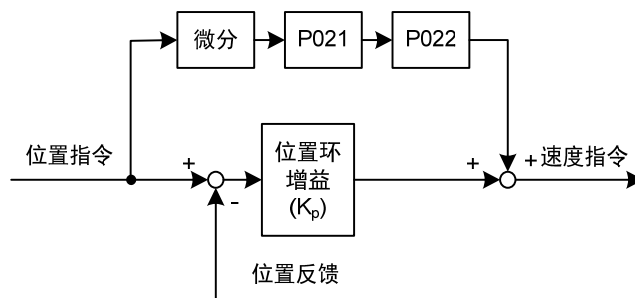 微分
P021
P022
位置指令
+
-
位置环
增益
(Kp)
+
+
速度指令
位置反馈